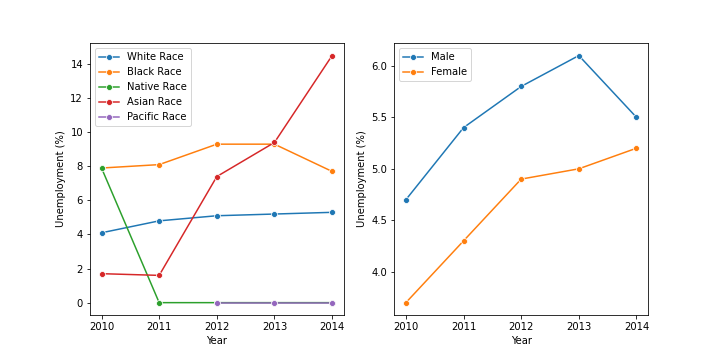 White Race
Black Race
Native Race
Asian Race
Pacific Race
14
12
10
8
6
4
2
0
Unemployment (%)
2010 2011 2012 2013 2014
Year
Male
Female
6.0
5.5
5.0
4.5
4.0
Unemployment (%)
2010 2011 2012 2013 2014
Year